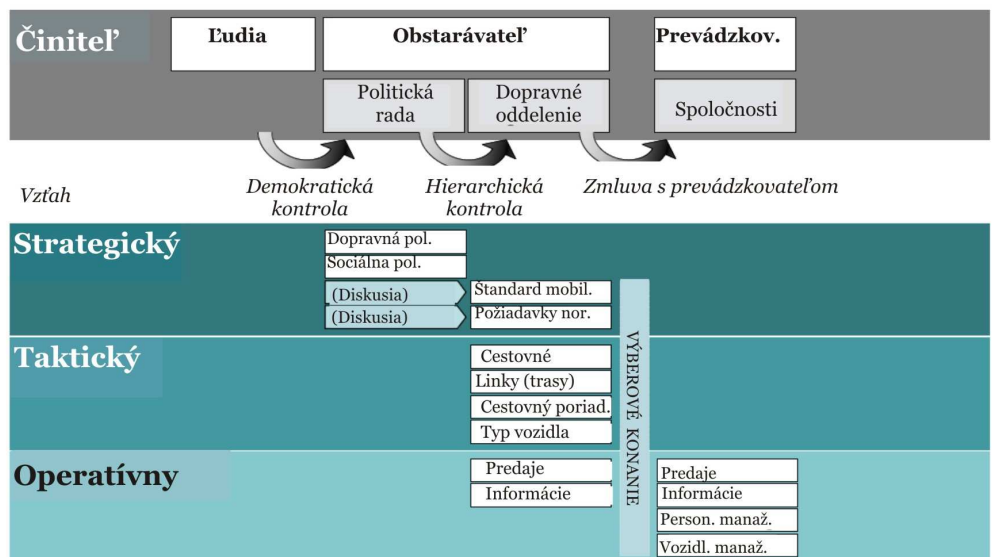 Činiteľ
Ľudia
Obstarávateľ
Prevádzkov.
Politická
rada
Dopravné
oddelenie
Spoločnosti
Vzťah
Demokratická
kontrola
Hierarchická
kontrola
Zmluva s prevádzkovateľom
Strategický
Dopravná pol.
Sociálna pol.
(Diskusia)
Štandard mobil.
(Diskusia)
Požiadavky nor.
VÝBEROVÉ KONANIE
Taktický
Cestovné
Linky (trasy)
Cestovný poriad.
Typ vozidla
Operatívny
Predaje
Informácie
Predaje
Informácie
Person. manaž.
Vozidl. manaž.